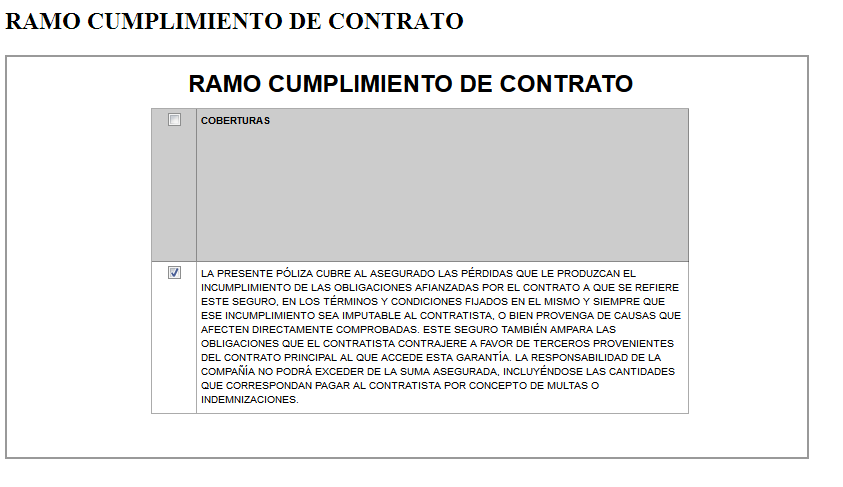 RAMO CUMPLIMIENTO DE CONTRATO
RAMO CUMPLIMIENTO DE CONTRATO
COBERTURAS
LA PRESENTE PÓLIZA CUBRE AL ASEGURADO LAS PÉRDIDAS QUE LE PRODUZCAN EL
INCUMPLIMIENTO DE LAS OBLIGACIONES AFIANZADAS POR EL CONTRATO A QUE SE REFIERE
ESTE SEGURO, EN LOS TÉRMINOS Y CONDICIONES FIJADOS EN EL MISMO Y SIEMPRE QUE
ESE INCUMPLIMIENTO SEA IMPUTABLE AL CONTRATISTA, O BIEN PROVENGA DE CAUSAS QUE
AFECTEN DIRECTAMENTE COMPROBADAS. ESTE SEGURO TAMBIÉN AMPARA LAS
OBLIGACIONES QUE EL CONTRATISTA CONTRAJERE A FAVOR DE TERCEROS PROVENIENTES
DEL CONTRATO PRINCIPAL AL QUE ACCEDE ESTA GARANTÍA. LA RESPONSABILIDAD DE LA
COMPAÑÍA NO PODRÁ EXCEDER DE LA SUMA ASEGURADA, INCLUYÉNDOSE LAS CANTIDADES
QUE CORRESPONDAN PAGAR AL CONTRATISTA POR CONCEPTO DE MULTAS O
INDEMNIZACIONES.